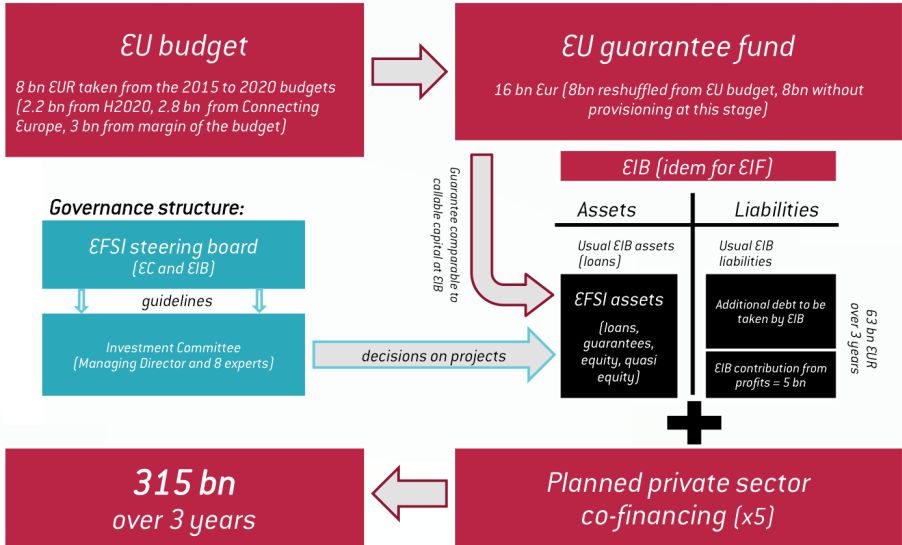 EU budget
8 bn EUR taken from the 2015 to 2020 budgets
(2.2 bn from H2020, 2.8 bn from Connecting
Europe, 3 bn from margin of the budget)
EU guarantee fund
16 bn Eur (8bn reshuffled from EU budget, 8bn without
provisioning at this stage)
Guarantee comparable to
callable capital at EIB
EIB (idem for EIF)
Assets
Liabilities
Usual EIB assets
(loans)
Usual EIB
liabilities
EFSI assets
(loans,
guarantees,
equity, quasi
equity)
Additional debt to be
taken by EIB
EIB contribution from
profits = 5 bn
63 bn EUR
over 3 years
Governance structure:
EFSI steering board
(EC and EIB)
guidelines
Investment Committee
(Managing Director and 8 experts)
decisions on projects
315 bn
over 3 years
Planned private sector
co-financing (x5)